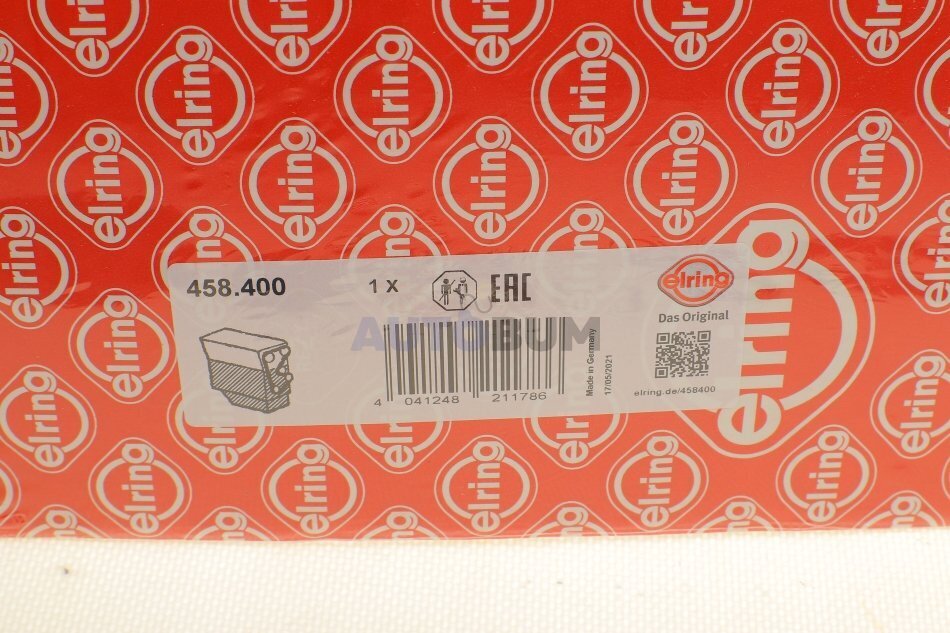 458.400
1 X
EAC
elring
Das Original
AUTOBUM
4 041248 211786
Made in Germany
17/05/2021
elring.de/458400
elring